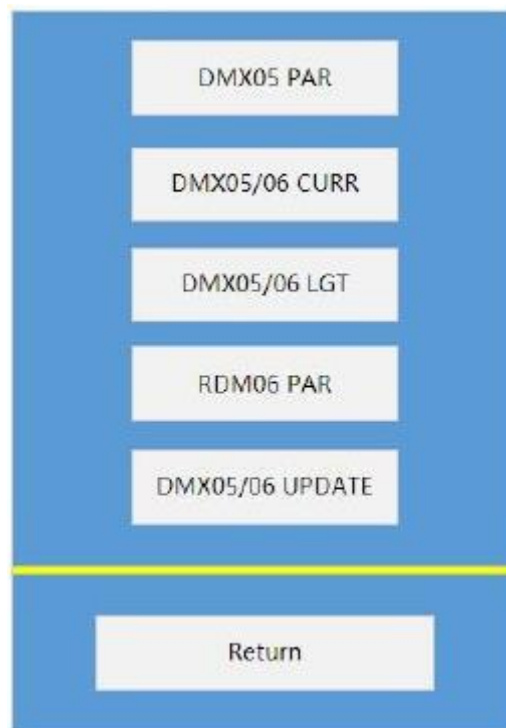 DMX05 PAR
DMX05/06 CURR
DMX05/06 LGT
RDM06 PAR
DMX05/06 UPDATE
Return